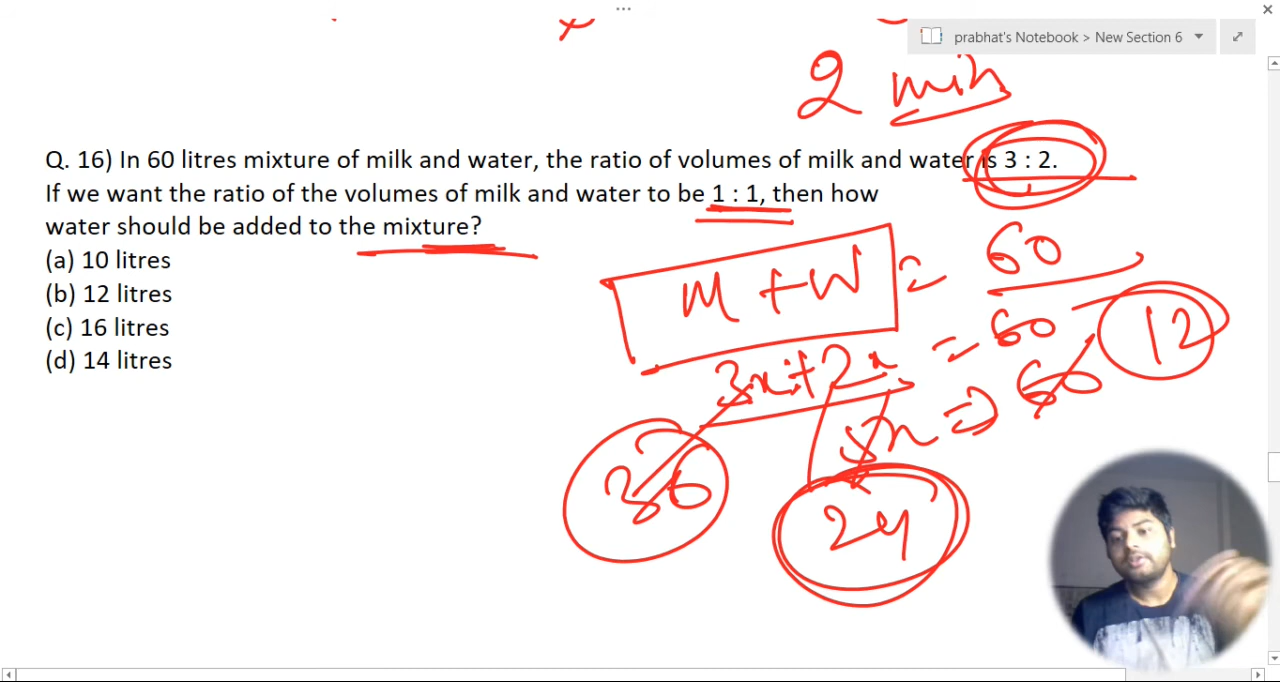 prabhat's Notebook > New Section 6
2 min
Q. 16) In 60 litres mixture of milk and water, the ratio of volumes of milk and water is 3 : 2.
If we want the ratio of the volumes of milk and water to be 1 : 1, then how
water should be added to the mixture?
(a) 10 litres
(b) 12 litres
(c) 16 litres
(d) 14 litres
M + W = 60
3x + 2x = 60
5x => 60
12
36
24